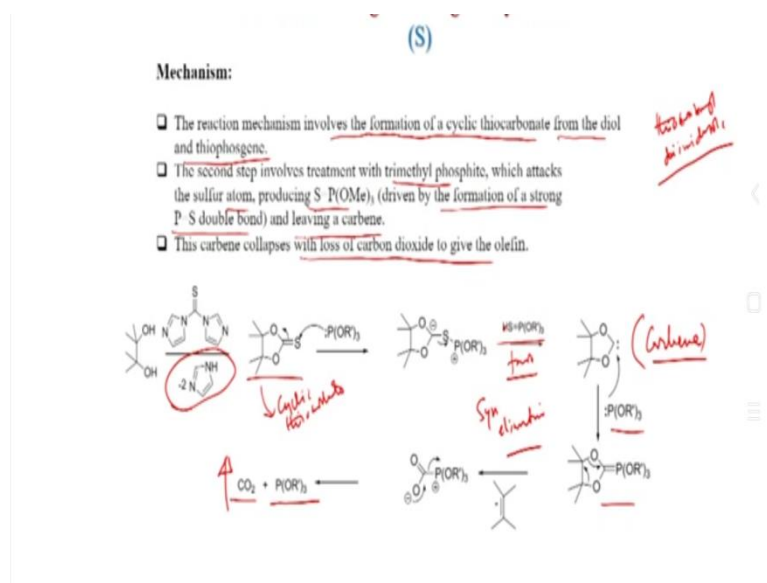 (S)
Mechanism:
❑ The reaction mechanism involves the formation of a cyclic thiocarbonate from the diol
and thiophosgene.
❑ The second step involves treatment with trimethyl phosphite, which attacks
the sulfur atom, producing S P(OMe)₃ (driven by the formation of a strong
P S double bond) and leaving a carbene.
❑ This carbene collapses with loss of carbon dioxide to give the olefin.
S
OH N N N N
OH
-2 N NH
O O S :P(OR')₃
O O S P(OR')₃
S=P(OR')₃
O O :
(Carbene)
Cyclic
Syn
elimination
:P(OR')₃
O O P(OR')₃
O O P(OR')₃
CO₂ + P(OR')₃